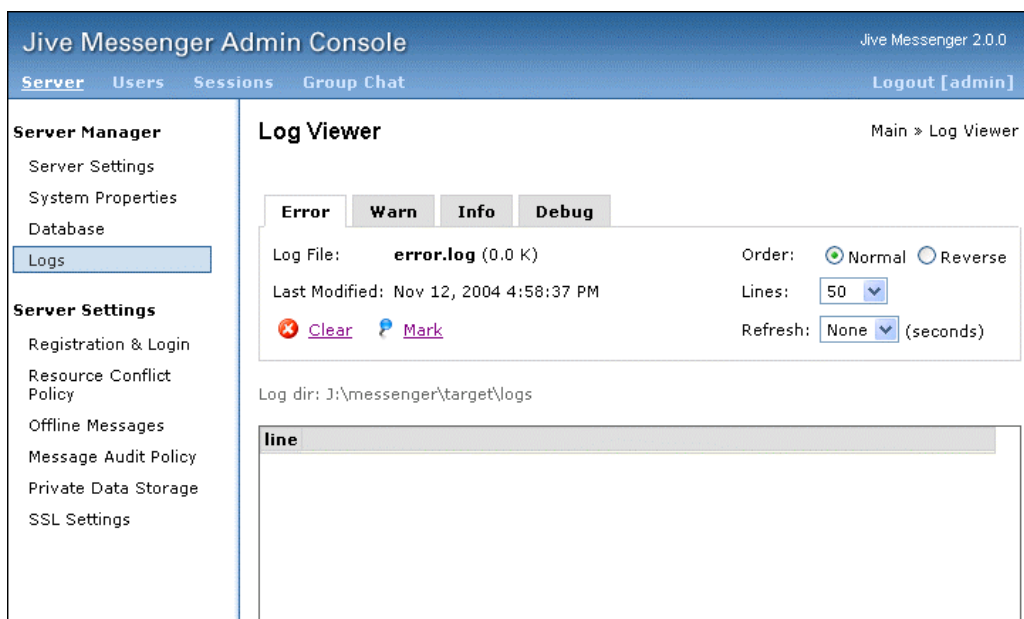 Jive Messenger Admin Console
Jive Messenger 2.0.0
Server Users Sessions Group Chat
Logout [admin]
Server Manager
Server Settings
System Properties
Database
Logs
Server Settings
Registration & Login
Resource Conflict
Policy
Offline Messages
Message Audit Policy
Private Data Storage
SSL Settings
Log Viewer
Main » Log Viewer
Error Warn Info Debug
Log File: error.log (0.0 K)
Order: Normal Reverse
Last Modified: Nov 12, 2004 4:58:37 PM
Lines: 50
Clear Mark
Refresh: None (seconds)
Log dir: J:\messenger\target\logs
line